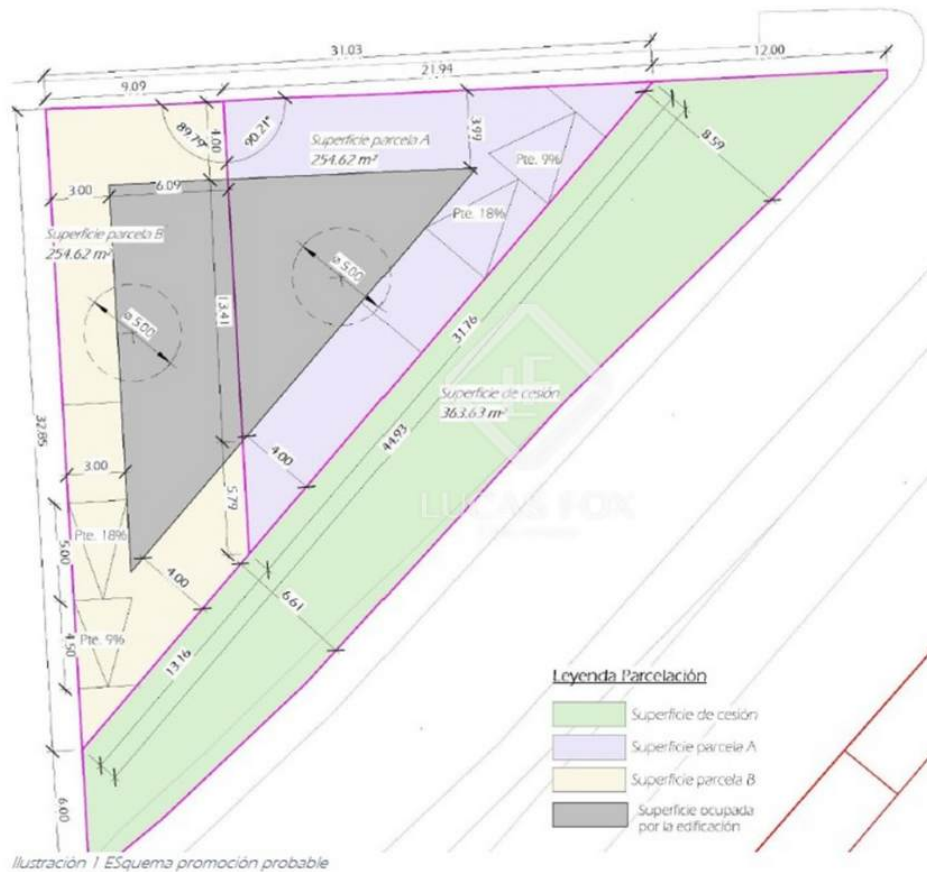 31.03
12.00
9.09
21.94
4.00
89.79°
90.21°
Superficie parcela A
254.62 m²
3.99
8.59
Pte. 9%
3.00
6.09
Pte. 18%
Superficie parcela B
254.62 m²
ø 5.00
ø 5.00
13.41
31.76
Superficie de cesión
363.63 m²
32.85
44.93
3.00
4.00
5.79
LUCAS FOX
Pte. 18%
5.00
4.00
6.61
Pte. 9%
4.50
13.16
6.00
Leyenda Parcelación
Superficie de cesión
Superficie parcela A
Superficie parcela B
Superficie ocupada
por la edificación
Ilustración 1 ESquema promoción probable